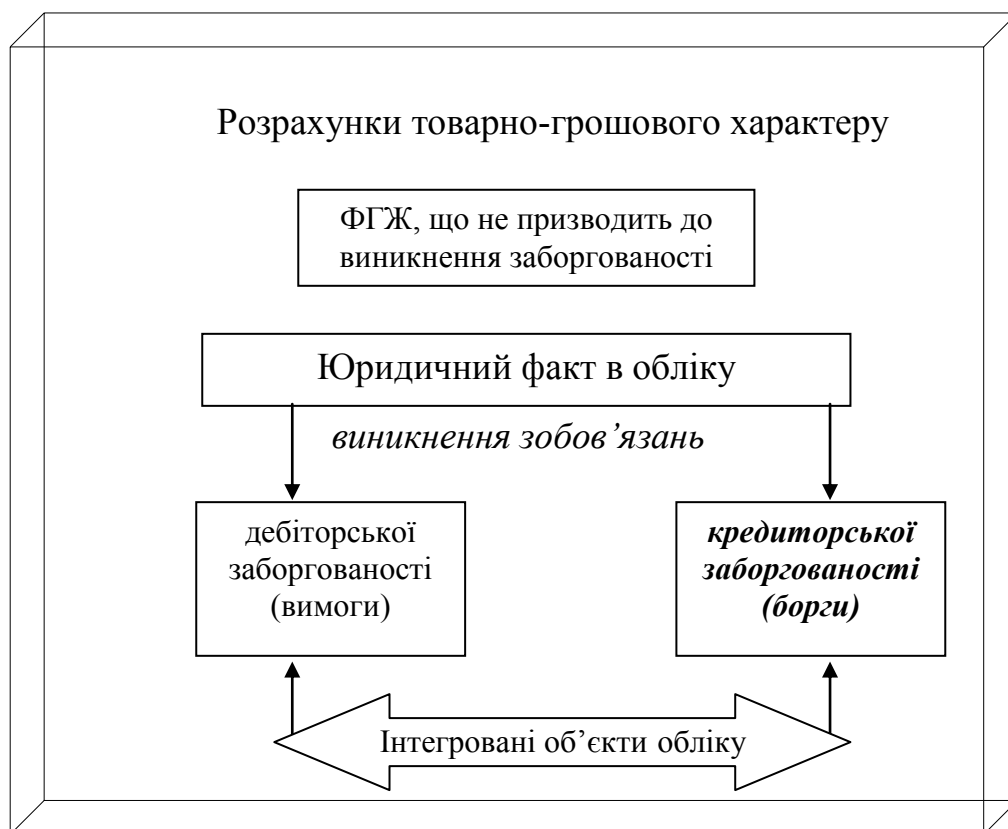 Розрахунки товарно-грошового характеру
ФГЖ, що не призводить до
виникнення заборгованості
Юридичний факт в обліку
виникнення зобов’язань
дебіторської
заборгованості
(вимоги)
кредиторської
заборгованості
(борги)
Інтегровані об’єкти обліку